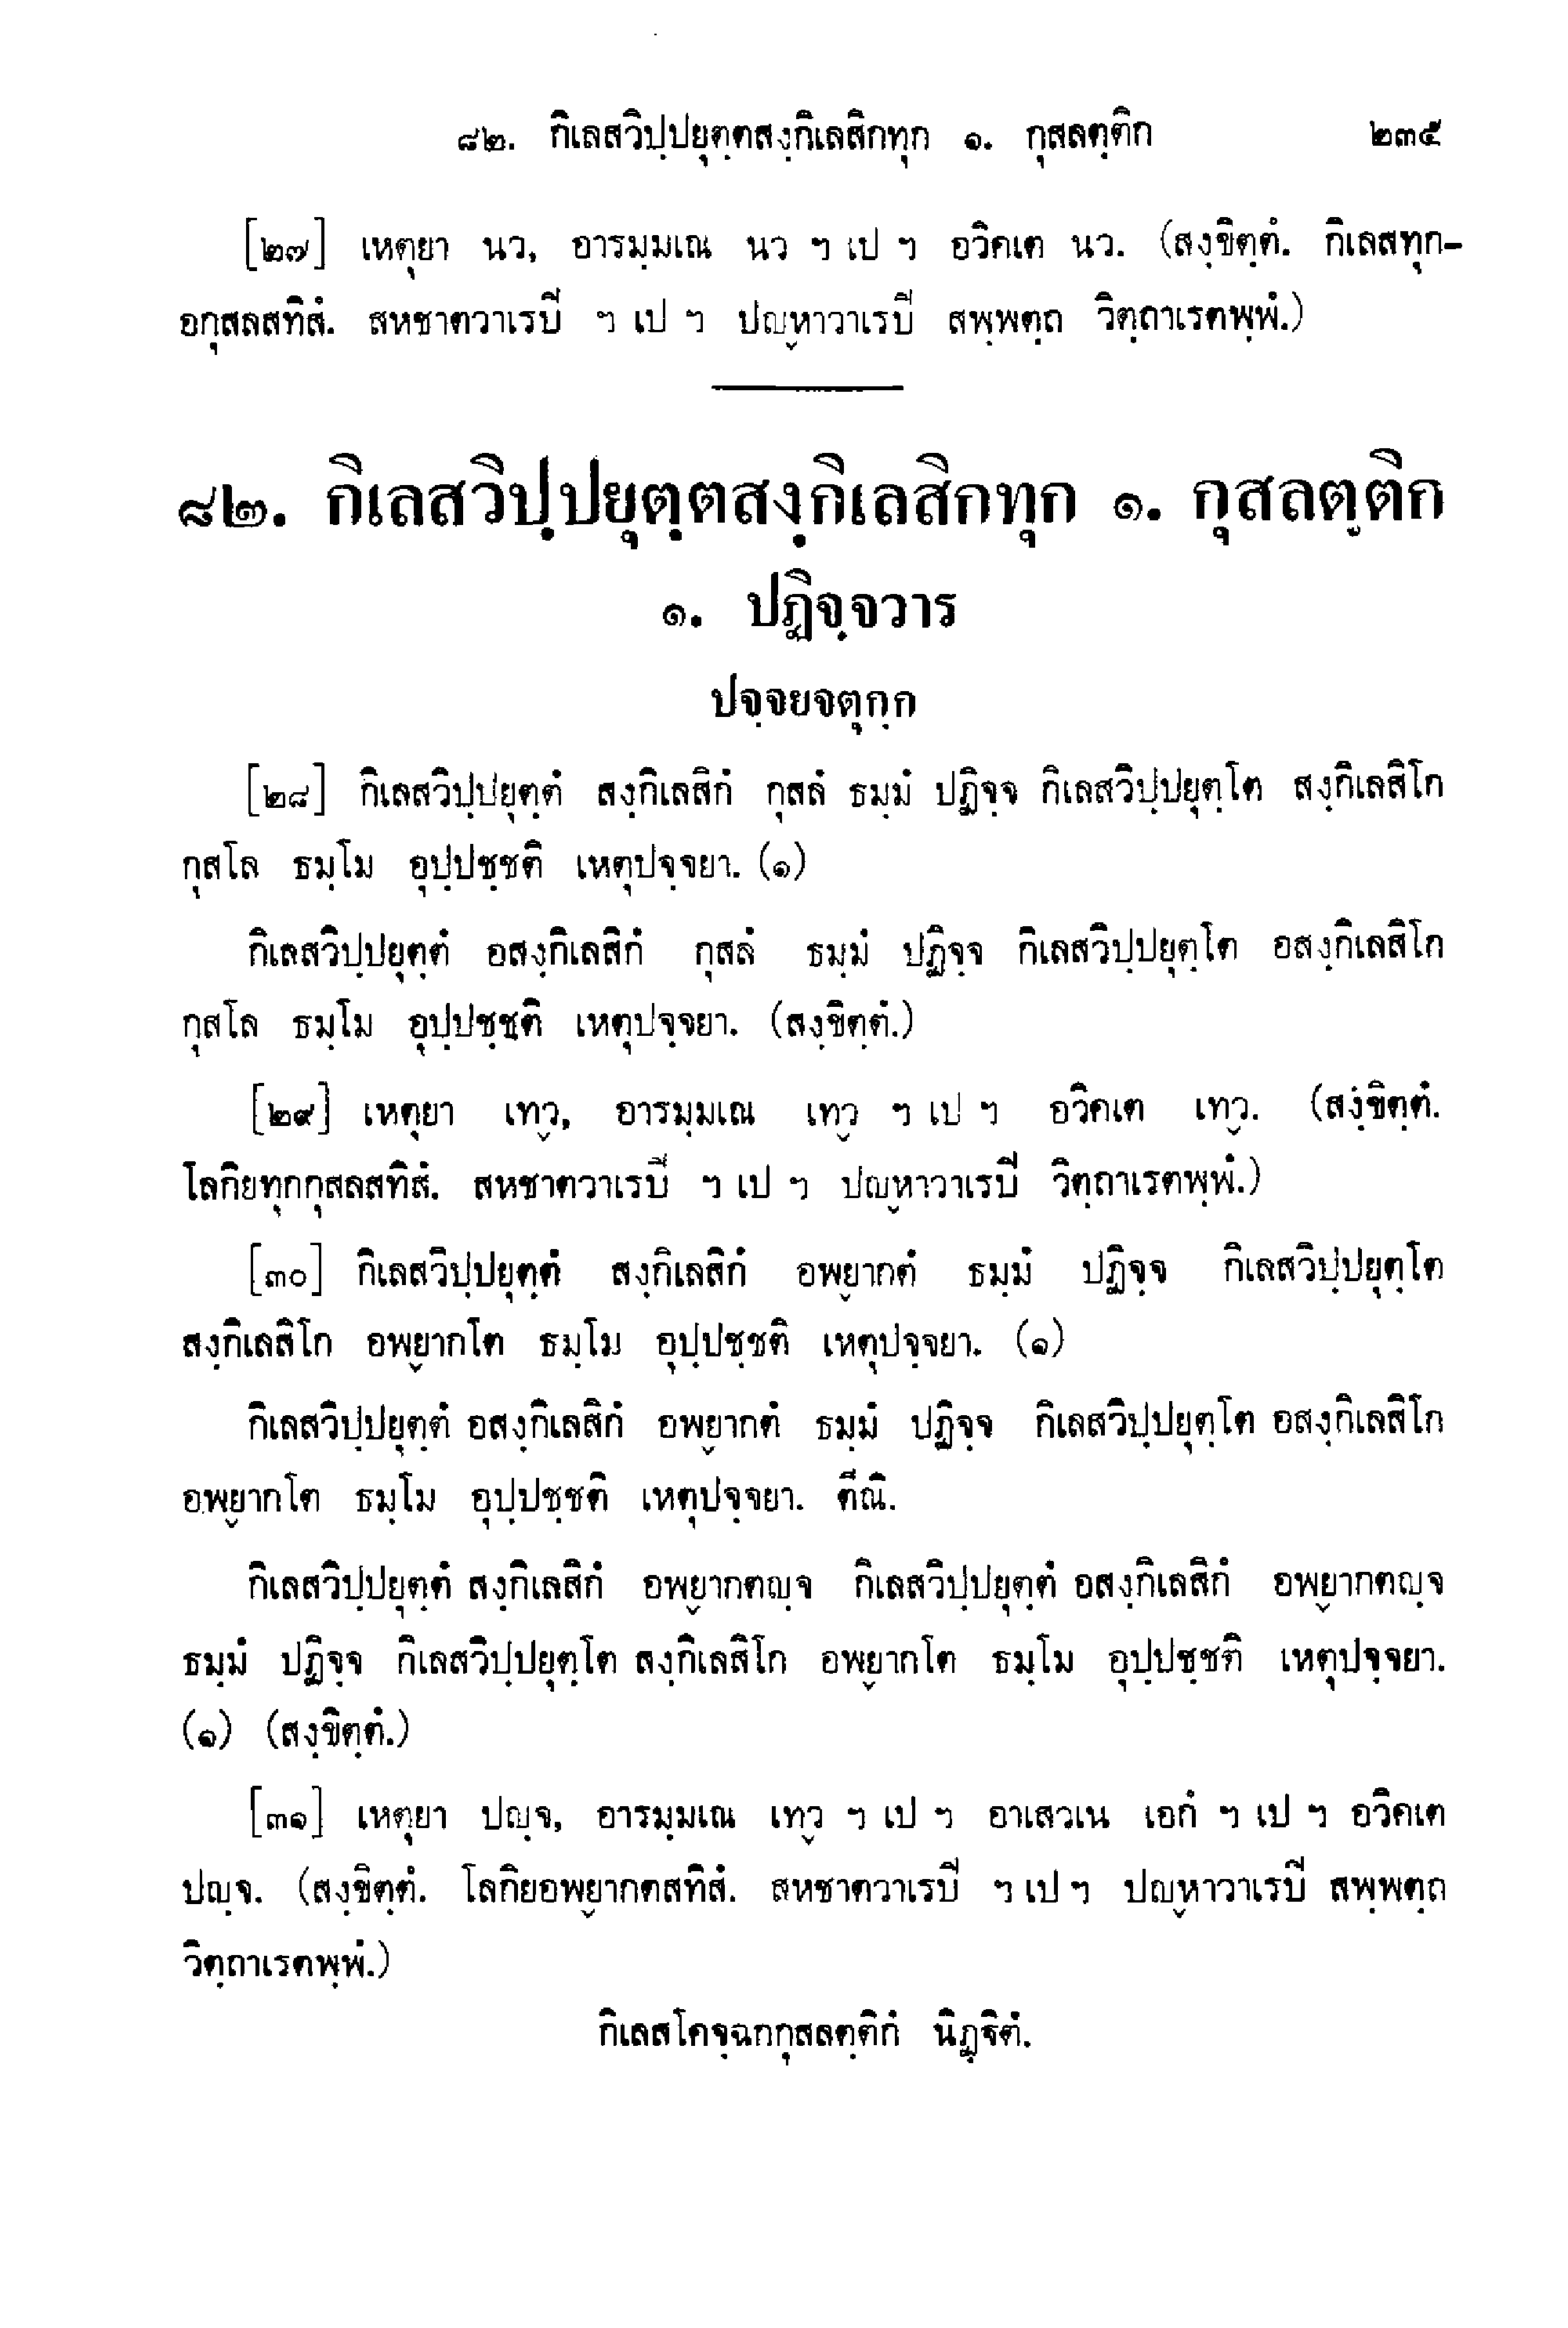 ๘๒. กิเลสวิปฺปยุตฺตสงฺกิเลสิกทุก ๑. กุสลตฺติก ๒๓๕
[๒๗] เหตุยา นว, อารมฺมเณ นว ฯ เป ฯ อวิคเต นว. (สงฺขิตฺตํ. กิเลสทุก-
อกุสลสทิสํ. สหชาตวาเรปิ ฯ เป ฯ ปญฺหาวาเรปิ สพฺพตฺถ วิตฺถาเรตพฺพํ.)
๘๒. กิเลสวิปฺปยุตฺตสงฺกิเลสิกทุก ๑. กุสลตฺติก
๑. ปฏิจฺจวาร
ปจฺจยจตุกฺก
[๒๘] กิเลสวิปฺปยุตฺตํ สงฺกิเลสิกํ กุสลํ ธมฺมํ ปฏิจฺจ กิเลสวิปฺปยุตฺโต สงฺกิเลสิโก
กุสโล ธมฺโม อุปฺปชฺชติ เหตุปจฺจยา. (๑)
กิเลสวิปฺปยุตฺตํ อสงฺกิเลสิกํ กุสลํ ธมฺมํ ปฏิจฺจ กิเลสวิปฺปยุตฺโต อสงฺกิเลสิโก
กุสโล ธมฺโม อุปฺปชฺชติ เหตุปจฺจยา. (สงฺขิตฺตํ.)
[๒๙] เหตุยา เทฺว, อารมฺมเณ เทฺว ฯ เป ฯ อวิคเต เทฺว. (สงฺขิตฺตํ.
โลกิยทุกกุสลสทิสํ. สหชาตวาเรปิ ฯ เป ฯ ปญฺหาวาเรปิ วิตฺถาเรตพฺพํ.)
[๓๐] กิเลสวิปฺปยุตฺตํ สงฺกิเลสิกํ อพฺยากตํ ธมฺมํ ปฏิจฺจ กิเลสวิปฺปยุตฺโต
สงฺกิเลสิโก อพฺยากโต ธมฺโม อุปฺปชฺชติ เหตุปจฺจยา. (๑)
กิเลสวิปฺปยุตฺตํ อสงฺกิเลสิกํ อพฺยากตํ ธมฺมํ ปฏิจฺจ กิเลสวิปฺปยุตฺโต อสงฺกิเลสิโก
อพฺยากโต ธมฺโม อุปฺปชฺชติ เหตุปจฺจยา. ตีณิ.
กิเลสวิปฺปยุตฺตํ สงฺกิเลสิกํ อพฺยากตญฺจ กิเลสวิปฺปยุตฺตํ อสงฺกิเลสิกํ อพฺยากตญฺจ
ธมฺมํ ปฏิจฺจ กิเลสวิปฺปยุตฺโต สงฺกิเลสิโก อพฺยากโต ธมฺโม อุปฺปชฺชติ เหตุปจฺจยา.
(๑) (สงฺขิตฺตํ.)
[๓๑] เหตุยา ปญฺจ, อารมฺมเณ เทฺว ฯ เป ฯ อาเสวเน เอกํ ฯ เป ฯ อวิคเต
ปญฺจ. (สงฺขิตฺตํ. โลกิยอพฺยากตสทิสํ. สหชาตวาเรปิ ฯ เป ฯ ปญฺหาวาเรปิ สพฺพตฺถ
วิตฺถาเรตพฺพํ.)
กิเลสโคจฺฉกกุสลตฺติกํ นิฏฺฐิตํ.